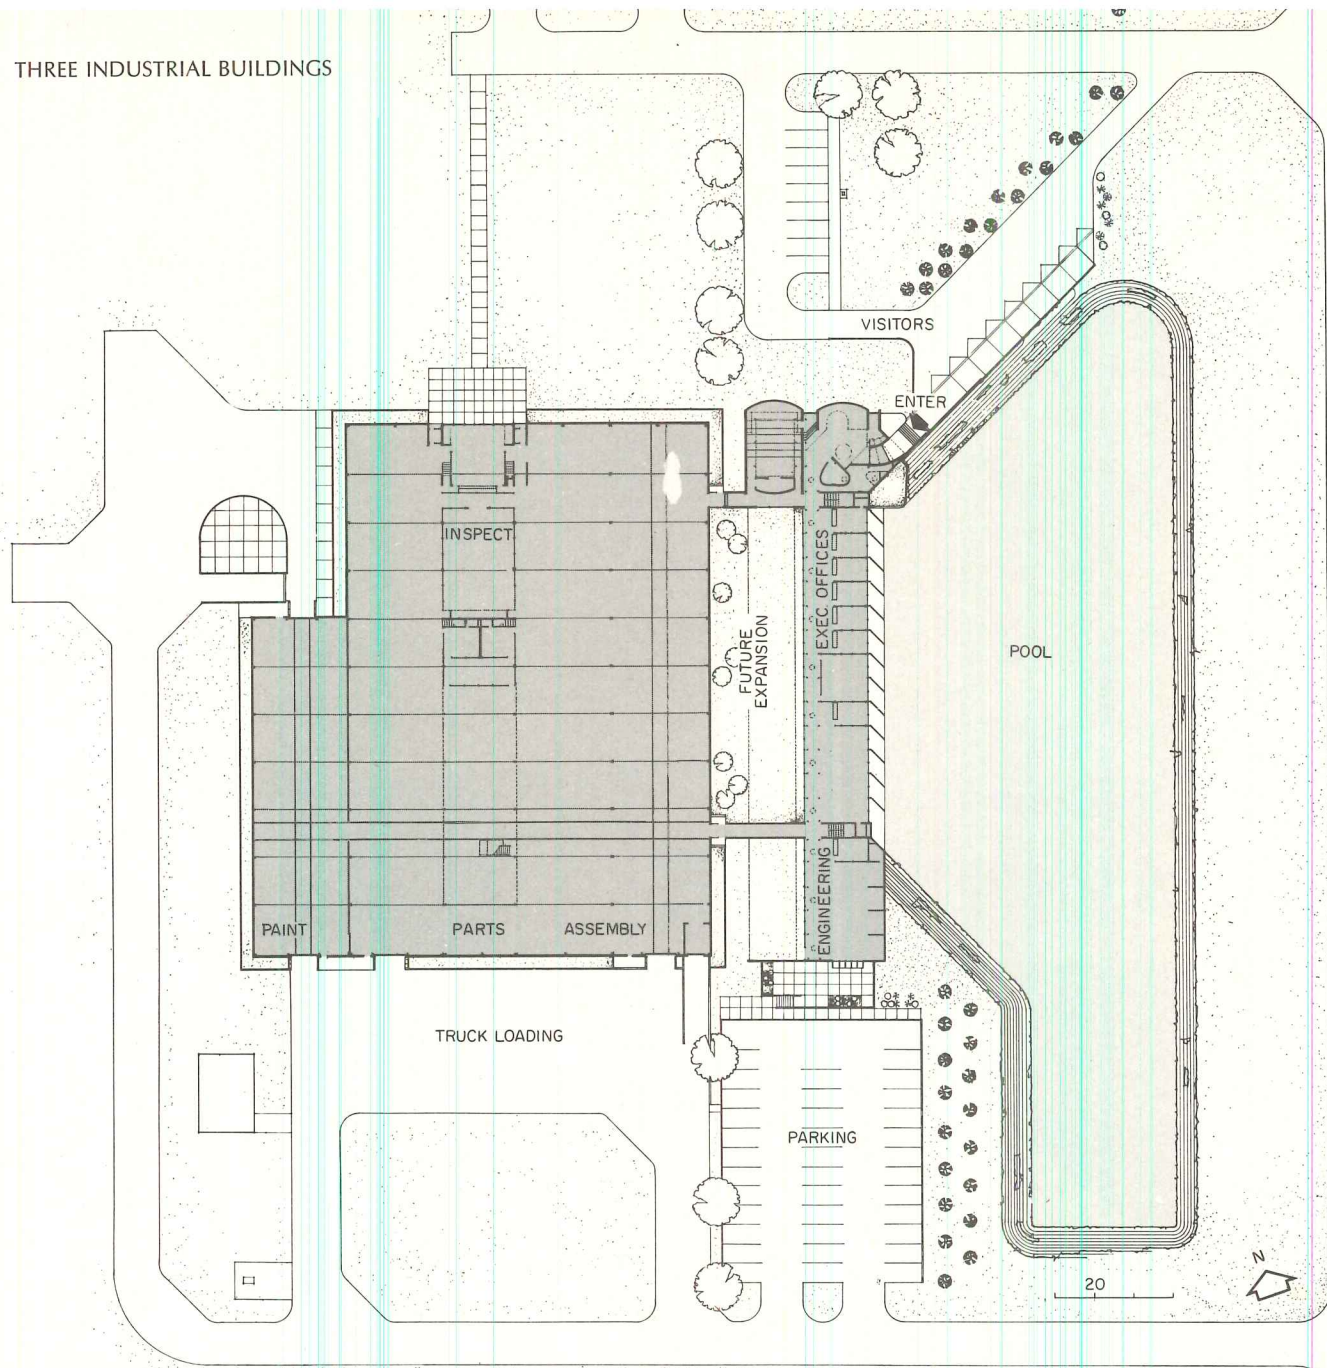 THREE INDUSTRIAL BUILDINGS
VISITORS
ENTER
INSPECT
EXEC. OFFICES
FUTURE
EXPANSION
POOL
ENGINEERING
PAINT
PARTS
ASSEMBLY
TRUCK LOADING
PARKING
N
20